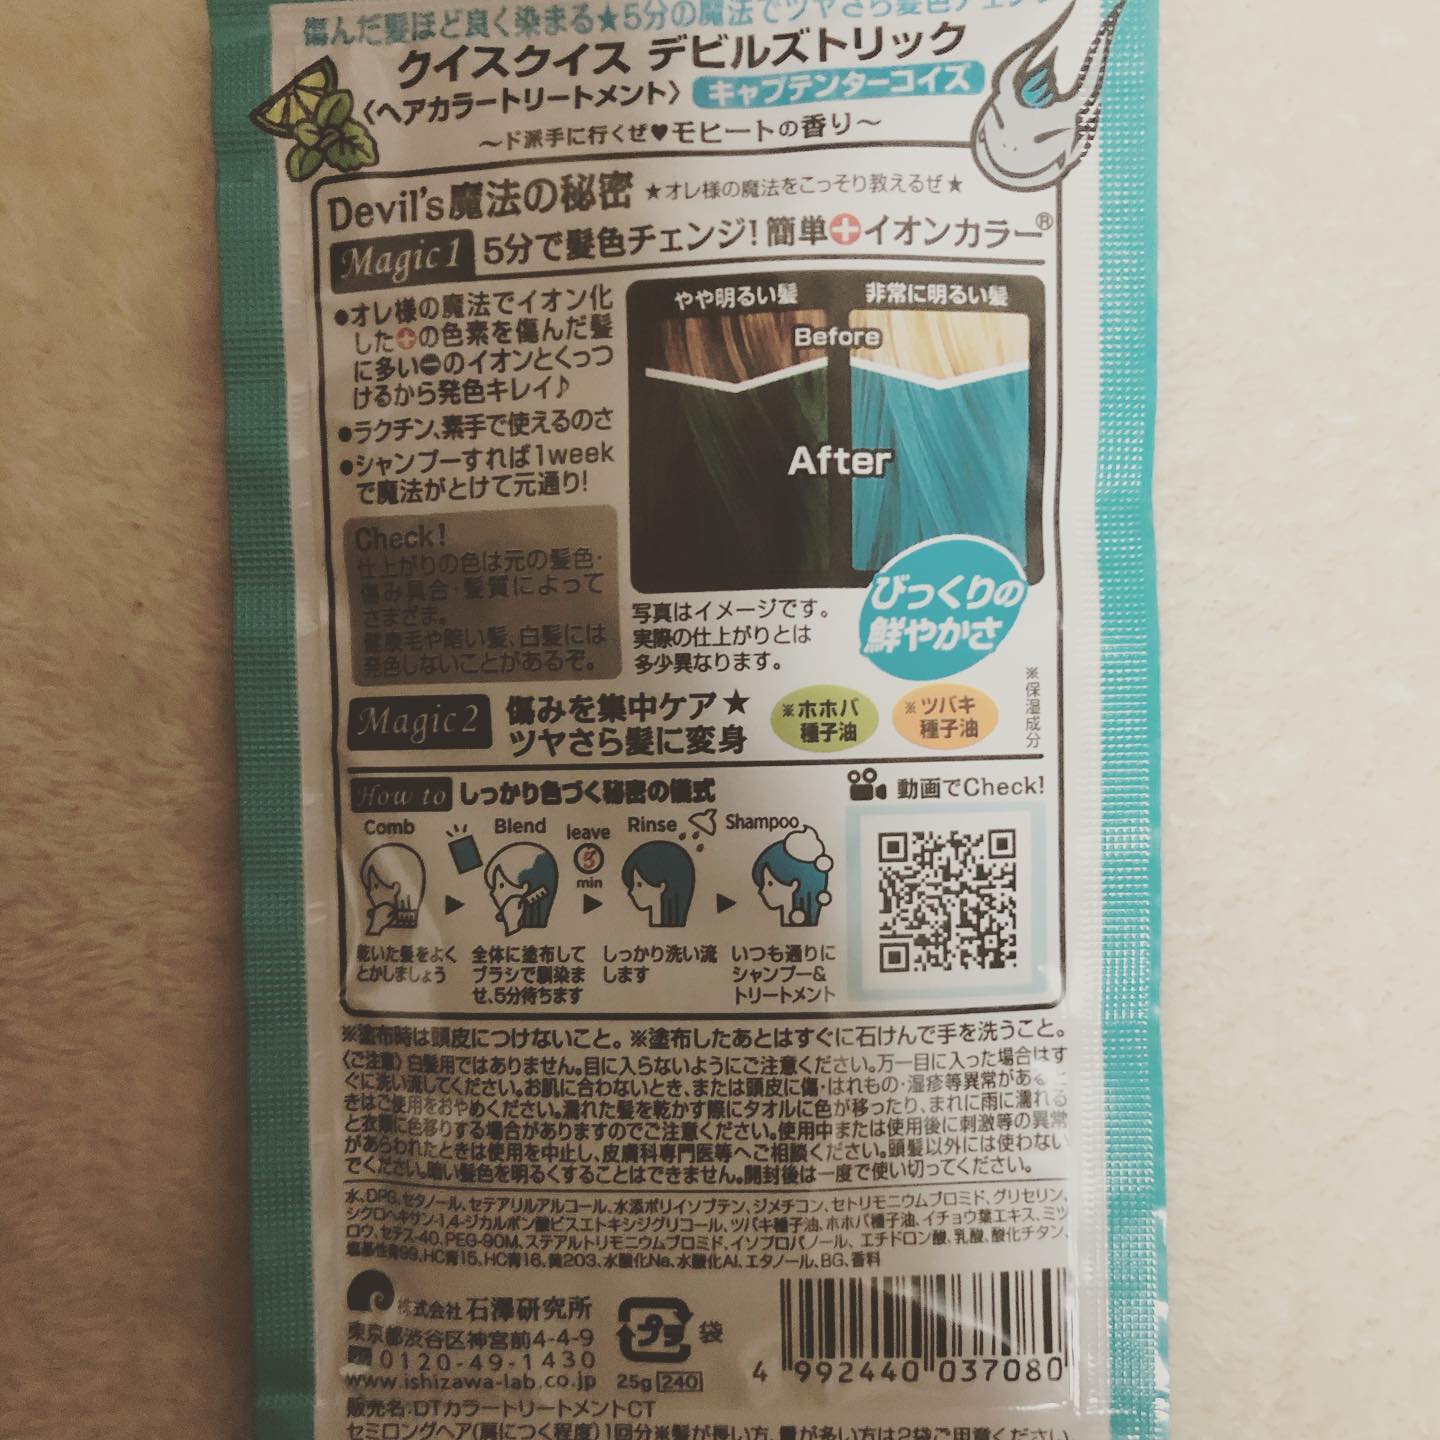 傷んだ髪ほど良く染まる★5分の魔法でツヤさら髪色チェンジ
クイスクイス デビルズトリック
〈ヘアカラートリートメント〉 キャプテンターコイズ
～ド派手に行くぜ♥モヒートの香り～
Devil's魔法の秘密 ★オレ様の魔法をこっそり教えるぜ★
Magic1 5分で髪色チェンジ!簡単+イオンカラー®
●オレ様の魔法でイオン化
した+の色素を傷んだ髪
に多い-のイオンとくっつ
けるから発色キレイ♪
●ラクチン、素手で使えるのさ
●シャンプーすれば1week
で魔法がとけて元通り!
Check!
仕上がりの色は元の髪色・
傷み具合・髪質によって
さまざま。
健康毛や暗い髪、白髪には
発色しないことがあるぞ。
やや明るい髪 非常に明るい髪
Before
After
びっくりの
鮮やかさ
写真はイメージです。
実際の仕上がりとは
多少異なります。
Magic2 傷みを集中ケア★
ツヤさら髪に変身
※ホホバ
種子油
※ツバキ
種子油
※保湿成分
How to しっかり色づく秘密の儀式
動画でCheck!
Comb Blend leave 5 min Rinse Shampoo
乾いた髪をよく
とかしましょう
全体に塗布して
ブラシで馴染ま
せ、5分待ちます
しっかり洗い流
します
いつも通りに
シャンプー&
トリートメント
※塗布時は頭皮につけないこと。※塗布したあとはすぐに石けんで手を洗うこと。
〈ご注意〉白髪用ではありません。目に入らないようにご注意ください。万一目に入った場合はす
ぐに洗い流してください。お肌に合わないとき、または頭皮に傷・はれもの・湿疹等異常があると
きはご使用をおやめください。濡れた髪を乾かす際にタオルに色が移ったり、まれに雨に濡れる
と衣類に色移りする場合がありますのでご注意ください。使用中または使用後に刺激等の異常
があらわれたときは使用を中止し、皮膚科専門医等へご相談ください。頭髪以外には使わない
でください。暗い髪色を明るくすることはできません。開封後は一度で使い切ってください。
水、DPG、セタノール、セテアリルアルコール、水添ポリイソブテン、ジメチコン、セトリモニウムブロミド、グリセリン、
シクロヘキサン-1,4-ジカルボン酸ビスエトキシジグリコール、ツバキ種子油、ホホバ種子油、イチョウ葉エキス、ミツ
ロウ、セテス-40、PEG-90M、ステアルトリモニウムブロミド、イソプロパノール、エチドロン酸、乳酸、酸化チタン、
塩基性青99、HC青15、HC青16、黄203、水酸化Na、水酸化Al、エタノール、BG、香料
株式会社 石澤研究所
東京都渋谷区神宮前4-4-9
0120-49-1430
www.ishizawa-lab.co.jp
プラ 袋
25g 240
4 992440 037080
販売名:DTカラートリートメントCT
セミロングヘア(肩につく程度)1回分※髪が長い方、量が多い方は2袋ご用意ください